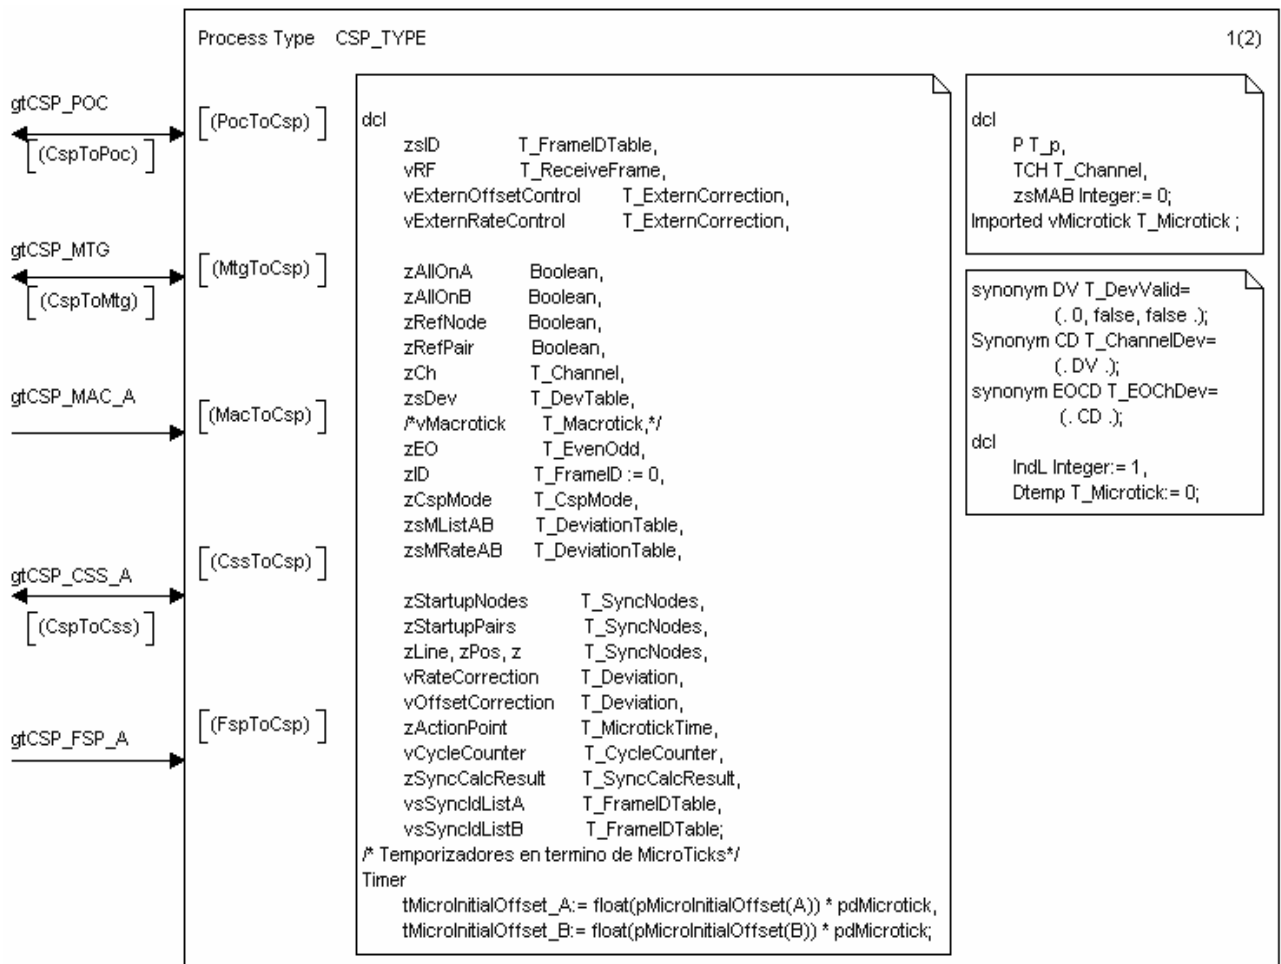 Process Type CSP_TYPE 1(2)
gtCSP_POC
[(PocToCsp)]
[(CspToPoc)]
gtCSP_MTG
[(MtgToCsp)]
[(CspToMtg)]
gtCSP_MAC_A
[(MacToCsp)]
gtCSP_CSS_A
[(CssToCsp)]
[(CspToCss)]
gtCSP_FSP_A
[(FspToCsp)]
dcl
zsID T_FrameIDTable,
vRF T_ReceiveFrame,
vExternOffsetControl T_ExternCorrection,
vExternRateControl T_ExternCorrection,
zAllOnA Boolean,
zAllOnB Boolean,
zRefNode Boolean,
zRefPair Boolean,
zCh T_Channel,
zsDev T_DevTable,
/*vMacrotick T_Macrotick,*/
zEO T_EvenOdd,
zID T_FrameID := 0,
zCspMode T_CspMode,
zsMListAB T_DeviationTable,
zsMRateAB T_DeviationTable,
zStartupNodes T_SyncNodes,
zStartupPairs T_SyncNodes,
zLine, zPos, z T_SyncNodes,
vRateCorrection T_Deviation,
vOffsetCorrection T_Deviation,
zActionPoint T_MicrotickTime,
vCycleCounter T_CycleCounter,
zSyncCalcResult T_SyncCalcResult,
vsSyncIdListA T_FrameIDTable,
vsSyncIdListB T_FrameIDTable;
/* Temporizadores en termino de MicroTicks*/
Timer
tMicroInitialOffset_A:= float(pMicroInitialOffset(A)) * pdMicrotick,
tMicroInitialOffset_B:= float(pMicroInitialOffset(B)) * pdMicrotick;
dcl
P T_p,
TCH T_Channel,
zsMAB Integer:= 0;
Imported vMicrotick T_Microtick ;
synonym DV T_DevValid=
(. 0, false, false .);
Synonym CD T_ChannelDev=
(. DV .);
synonym EOCD T_EOChDev=
(. CD .);
dcl
IndL Integer:= 1,
Dtemp T_Microtick:= 0;